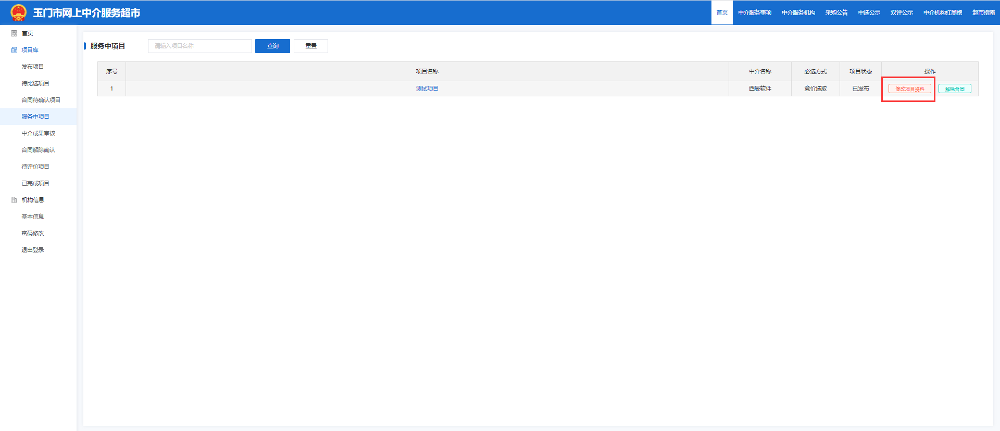 玉门市网上中介服务超市
首页 中介服务事项 中介服务机构 采购公告 中选公示 双评公示 中介机构红黑榜 超市指南
首页
项目库
发布项目
待比选项目
合同待确认项目
服务中项目
中介成果审核
合同解除确认
待评价项目
已完成项目
机构信息
基本信息
密码修改
退出登录
服务中项目 请输入项目名称 查询 重置
序号 项目名称 中介名称 必选方式 项目状态 操作
1 测试项目 西辰软件 竞价选取 已发布 修改项目资料 解除合同